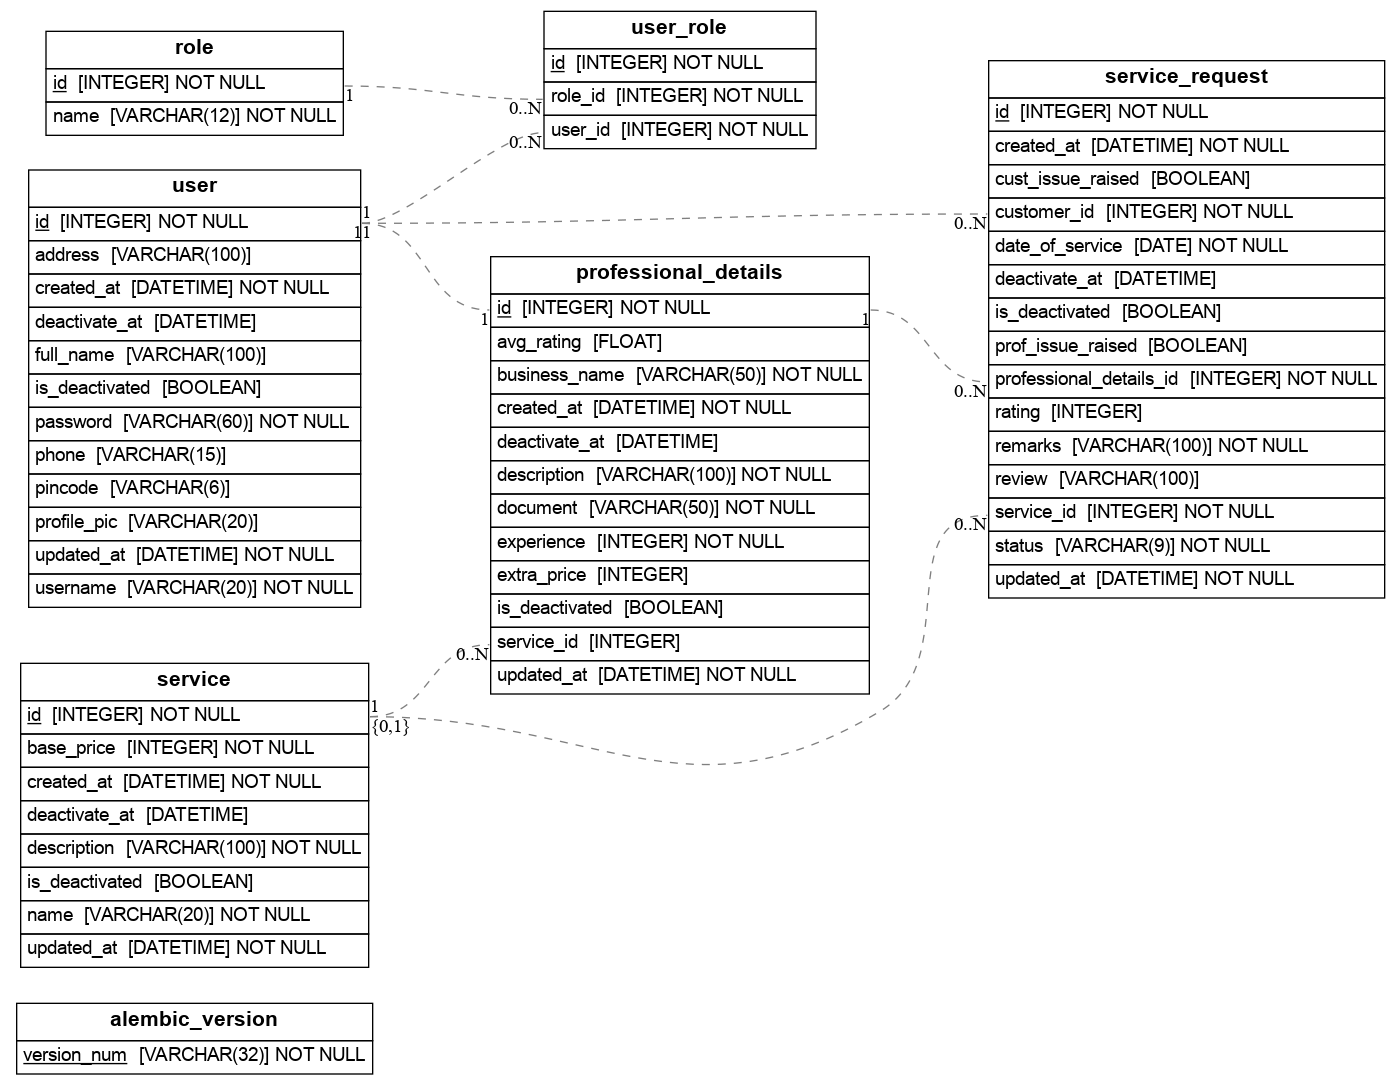 role
id [INTEGER] NOT NULL
name [VARCHAR(12)] NOT NULL
1
user_role
id [INTEGER] NOT NULL
role_id [INTEGER] NOT NULL
user_id [INTEGER] NOT NULL
0..N
0..N
user
id [INTEGER] NOT NULL
address [VARCHAR(100)]
created_at [DATETIME] NOT NULL
deactivate_at [DATETIME]
full_name [VARCHAR(100)]
is_deactivated [BOOLEAN]
password [VARCHAR(60)] NOT NULL
phone [VARCHAR(15)]
pincode [VARCHAR(6)]
profile_pic [VARCHAR(20)]
updated_at [DATETIME] NOT NULL
username [VARCHAR(20)] NOT NULL
1
11
professional_details
id [INTEGER] NOT NULL
avg_rating [FLOAT]
business_name [VARCHAR(50)] NOT NULL
created_at [DATETIME] NOT NULL
deactivate_at [DATETIME]
description [VARCHAR(100)] NOT NULL
document [VARCHAR(50)] NOT NULL
experience [INTEGER] NOT NULL
extra_price [INTEGER]
is_deactivated [BOOLEAN]
service_id [INTEGER]
updated_at [DATETIME] NOT NULL
1
1
0..N
service_request
id [INTEGER] NOT NULL
created_at [DATETIME] NOT NULL
cust_issue_raised [BOOLEAN]
customer_id [INTEGER] NOT NULL
date_of_service [DATE] NOT NULL
deactivate_at [DATETIME]
is_deactivated [BOOLEAN]
prof_issue_raised [BOOLEAN]
professional_details_id [INTEGER] NOT NULL
rating [INTEGER]
remarks [VARCHAR(100)] NOT NULL
review [VARCHAR(100)]
service_id [INTEGER] NOT NULL
status [VARCHAR(9)] NOT NULL
updated_at [DATETIME] NOT NULL
0..N
0..N
0..N
service
id [INTEGER] NOT NULL
base_price [INTEGER] NOT NULL
created_at [DATETIME] NOT NULL
deactivate_at [DATETIME]
description [VARCHAR(100)] NOT NULL
is_deactivated [BOOLEAN]
name [VARCHAR(20)] NOT NULL
updated_at [DATETIME] NOT NULL
1
{0,1}
alembic_version
version_num [VARCHAR(32)] NOT NULL